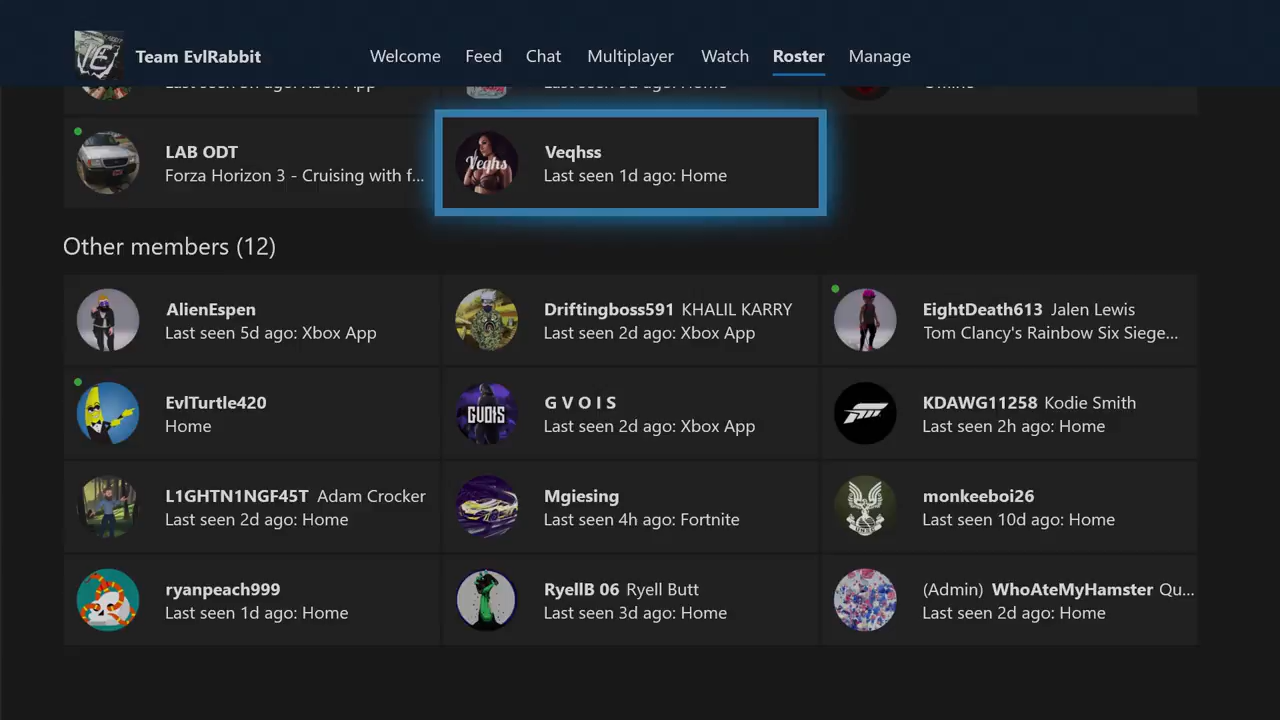 Team EvlRabbit
Welcome Feed Chat Multiplayer Watch Roster Manage
LAB ODT
Forza Horizon 3 - Cruising with f...
Veqhs
Veqhss
Last seen 1d ago: Home
Other members (12)
AlienEspen
Last seen 5d ago: Xbox App
Driftingboss591 KHALIL KARRY
Last seen 2d ago: Xbox App
EightDeath613 Jalen Lewis
Tom Clancy's Rainbow Six Siege...
EvlTurtle420
Home
GVOIS
G V O I S
Last seen 2d ago: Xbox App
KDAWG11258 Kodie Smith
Last seen 2h ago: Home
L1GHTN1NGF45T Adam Crocker
Last seen 2d ago: Home
Mgiesing
Last seen 4h ago: Fortnite
monkeeboi26
Last seen 10d ago: Home
ryanpeach999
Last seen 1d ago: Home
RyellB 06 Ryell Butt
Last seen 3d ago: Home
(Admin) WhoAteMyHamster Qu...
Last seen 2d ago: Home